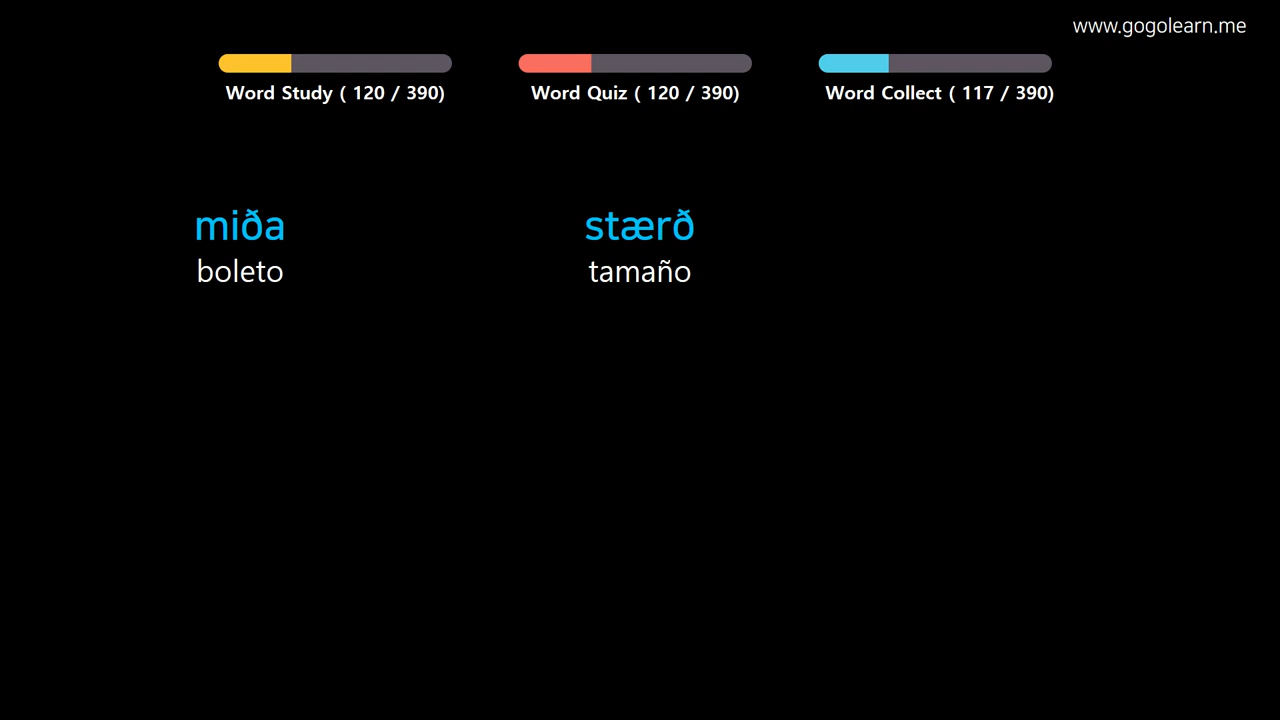 www.gogolearn.me
Word Study ( 120 / 390)
Word Quiz ( 120 / 390)
Word Collect ( 117 / 390)
miða
boleto
stærð
tamaño